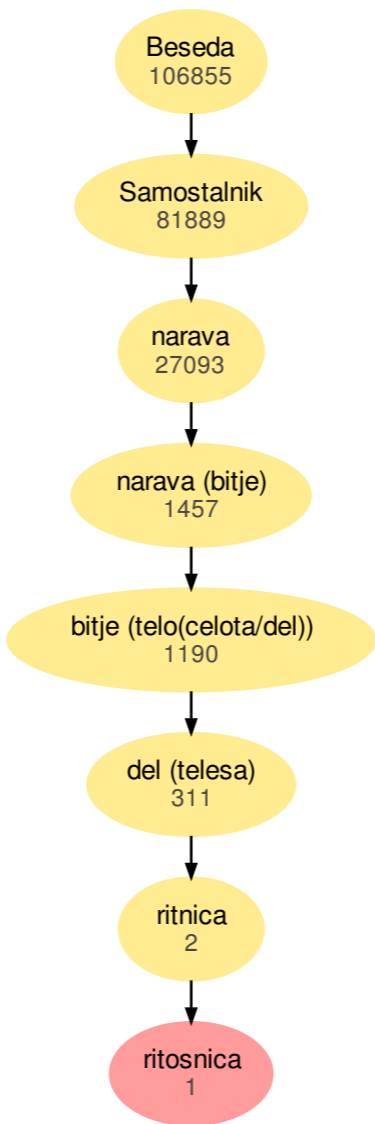 Beseda
106855
Samostalnik
81889
narava
27093
narava (bitje)
1457
bitje (telo(celota/del))
1190
del (telesa)
311
ritnica
2
ritosnica
1